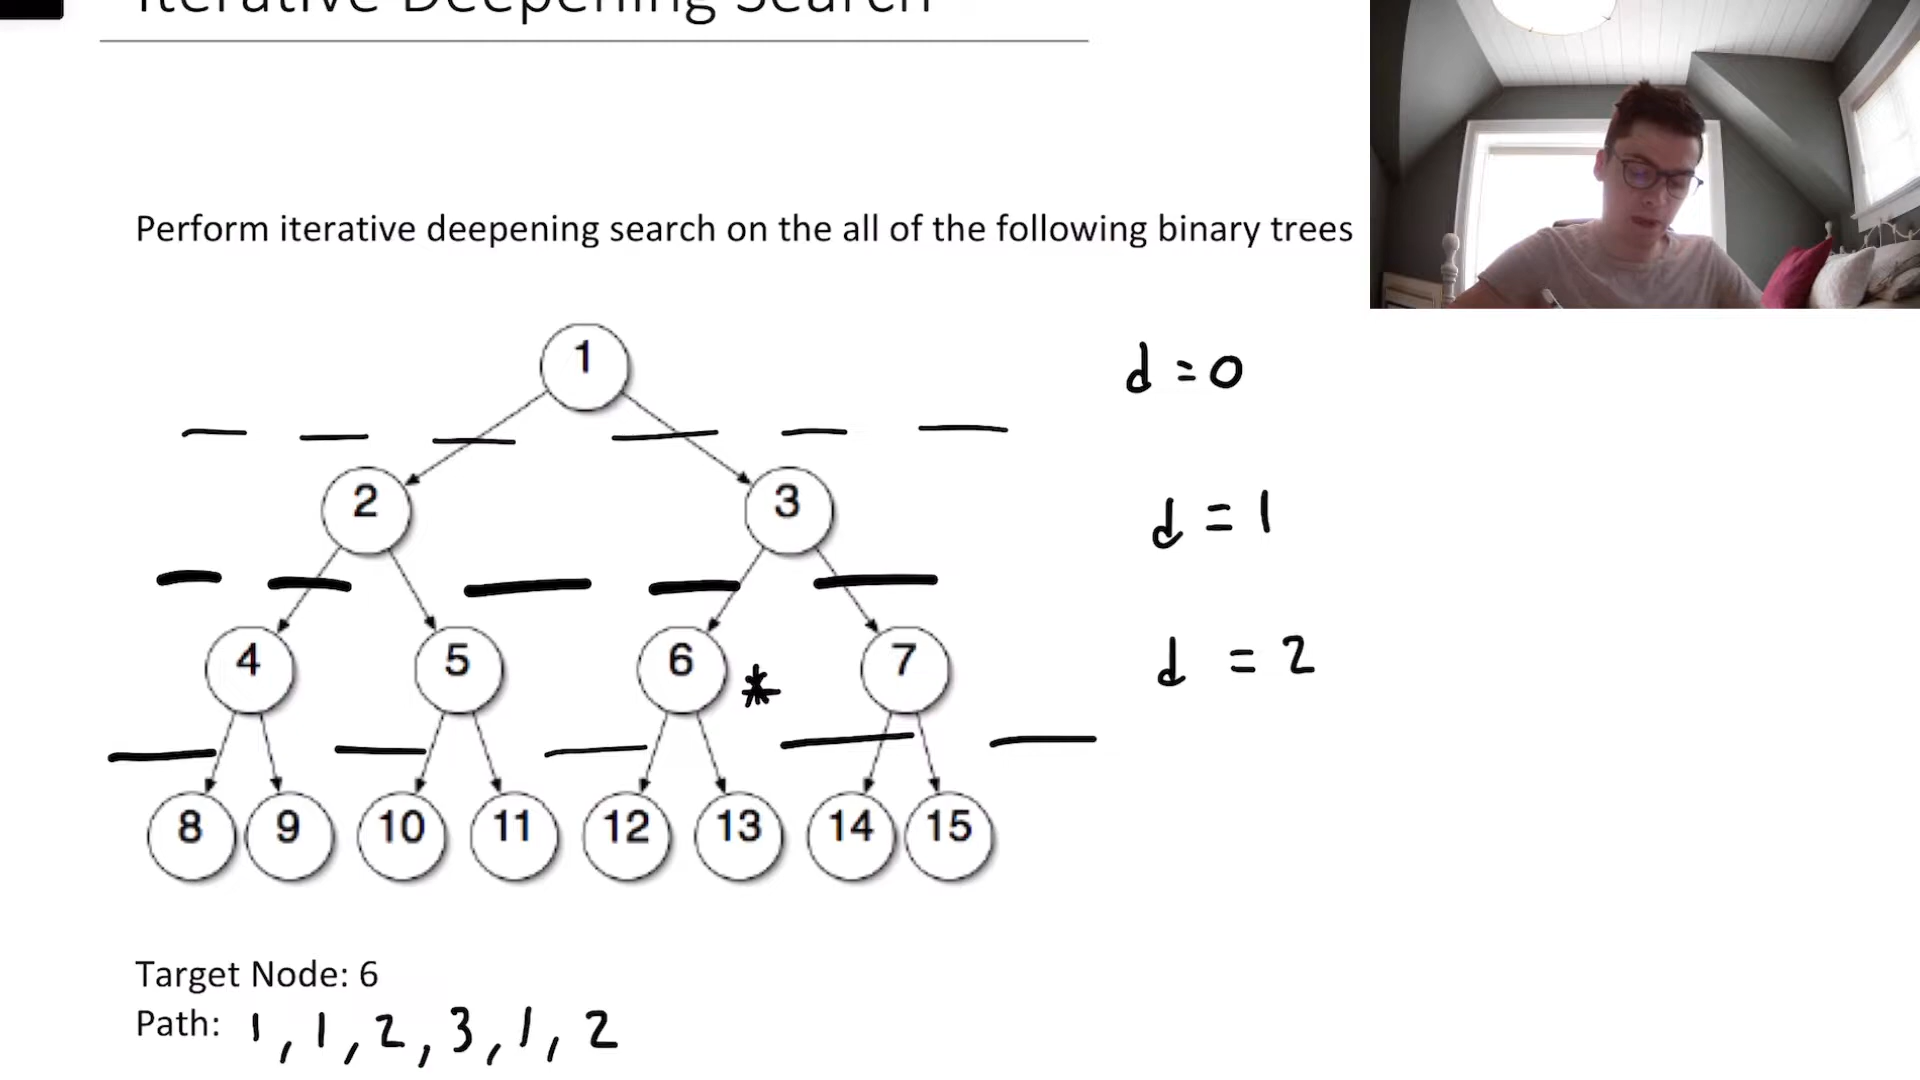 Iterative Deepening Search
Perform iterative deepening search on the all of the following binary trees
1
d = 0
2 3
d = 1
4 5 6 * 7
d = 2
8 9 10 11 12 13 14 15
Target Node: 6
Path: 1, 1, 2, 3, 1, 2